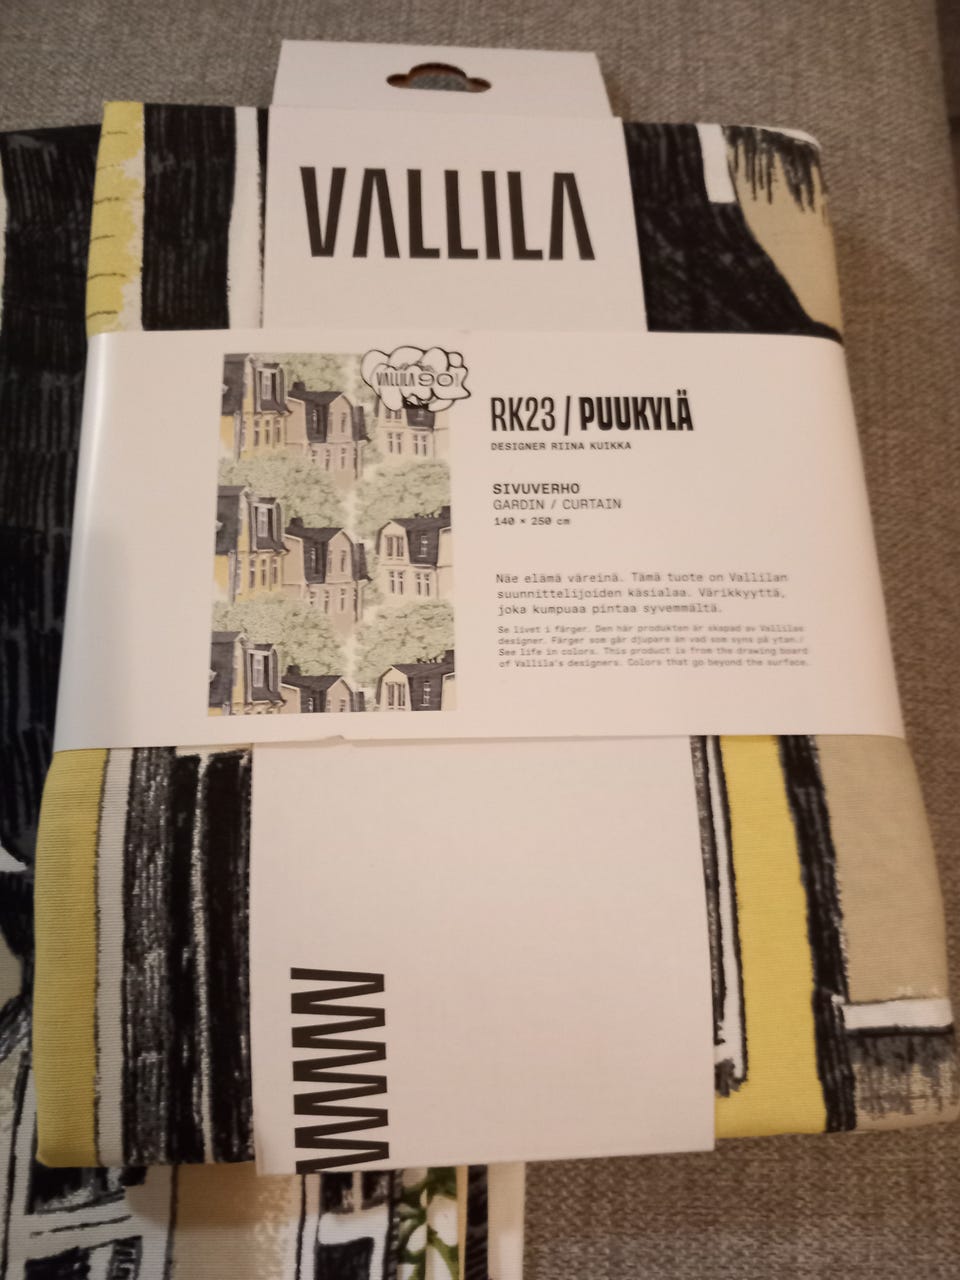 VALLILA
VALLILA 90!
RK23 / PUUKYLÄ
DESIGNER RIINA KUIKKA
SIVUVERHO
GARDIN / CURTAIN
140 × 250 cm
Näe elämä väreinä. Tämä tuote on Vallilan
suunnittelijoiden käsialaa. Värikkyyttä,
joka kumpuaa pintaa syvemmältä.
Se livet i färger. Den här produkten är skapad av Vallilas
designer. Färger som går djupare än vad som syns på ytan./
See life in colors. This product is from the drawing board
of Vallila's designers. Colors that go beyond the surface.